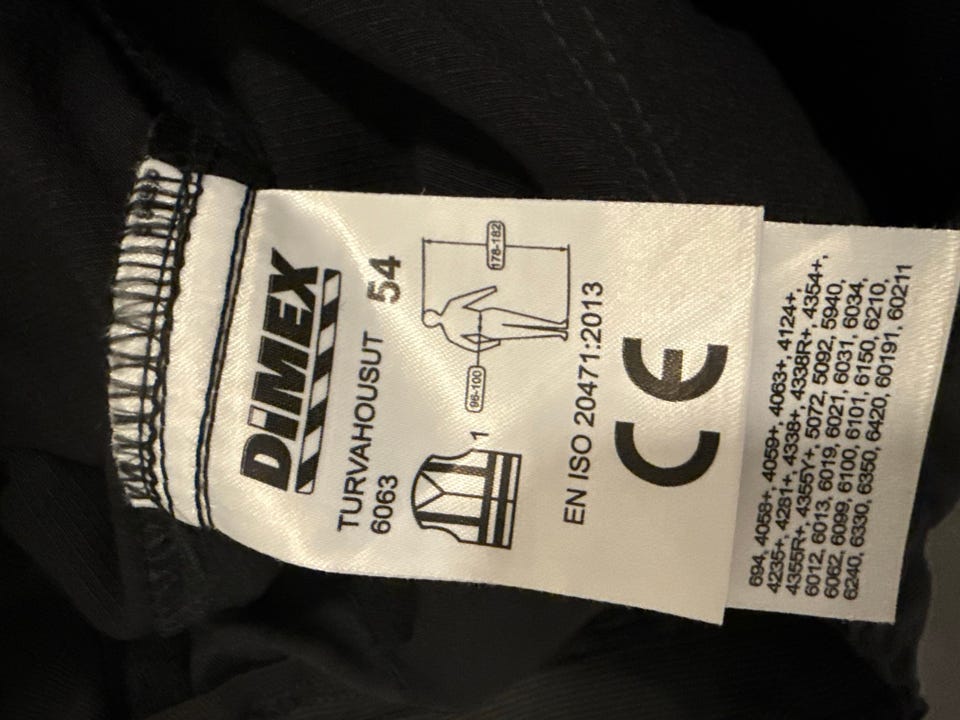 DIMEX
TURVAHOUSUT
6063 54
178-182
96-100
1
EN ISO 20471:2013
CE
694, 4058+, 4059+, 4063+, 4124+,
4235+, 4281+, 4338+, 4338R+, 4354+,
4355R+, 4355Y+, 5072, 5092, 5940,
6012, 6013, 6019, 6021, 6031, 6034,
6062, 6099, 6100, 6101, 6150, 6210,
6240, 6330, 6350, 6420, 60191, 60211